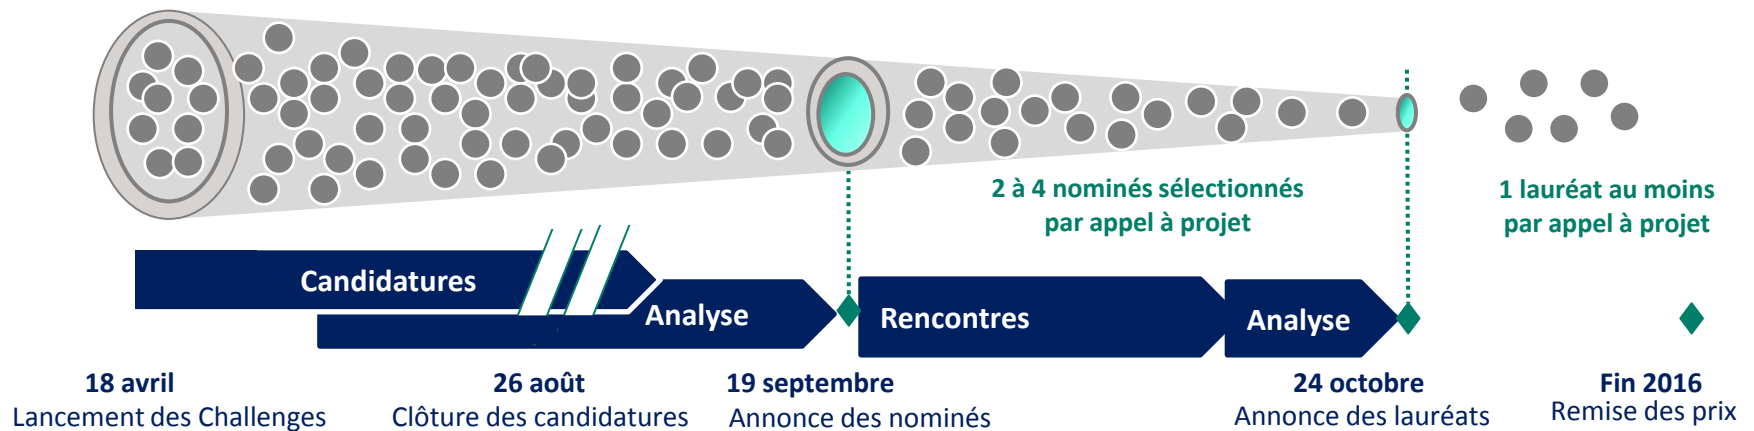 2 à 4 nominés sélectionnés
par appel à projet
1 lauréat au moins
par appel à projet
Candidatures
Analyse
Rencontres
Analyse
18 avril
Lancement des Challenges
26 août
Clôture des candidatures
19 septembre
Annonce des nominés
24 octobre
Annonce des lauréats
Fin 2016
Remise des prix